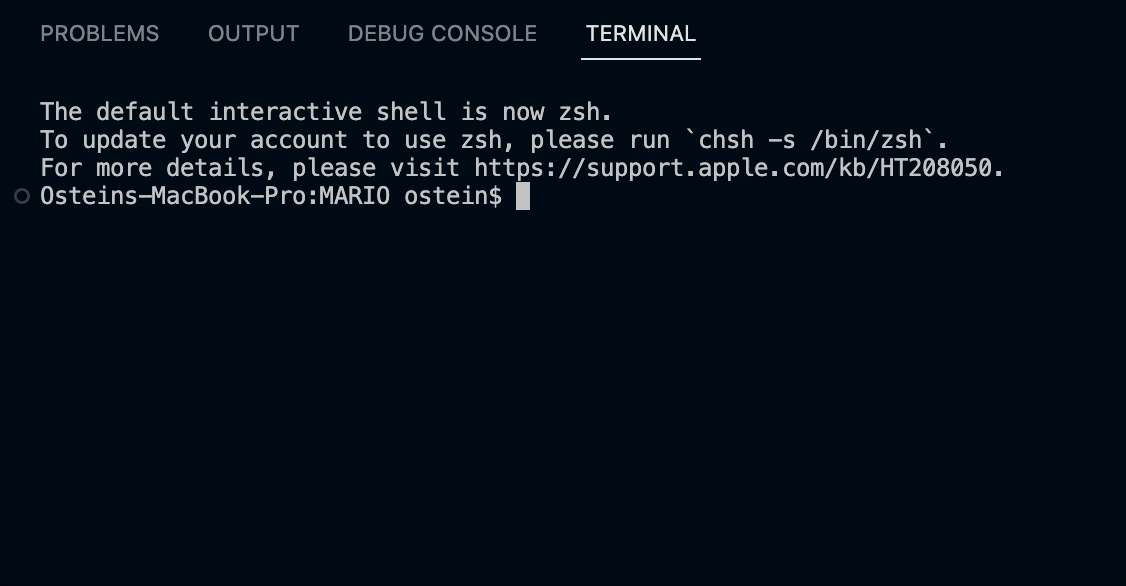 PROBLEMS OUTPUT DEBUG CONSOLE TERMINAL
The default interactive shell is now zsh.
To update your account to use zsh, please run `chsh -s /bin/zsh`.
For more details, please visit https://support.apple.com/kb/HT208050.
Osteins-MacBook-Pro:MARIO ostein$